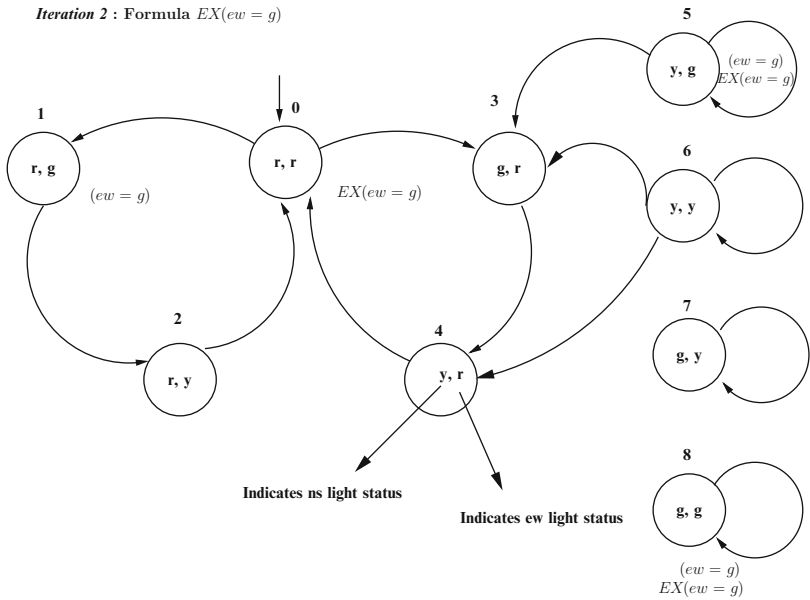 Iteration 2 : Formula EX(ew = g)
5
y, g
(ew = g)
EX(ew = g)
1
0
3
r, g
(ew = g)
r, r
EX(ew = g)
g, r
6
y, y
2
r, y
4
y, r
7
g, y
Indicates ns light status
Indicates ew light status
8
g, g
(ew = g)
EX(ew = g)